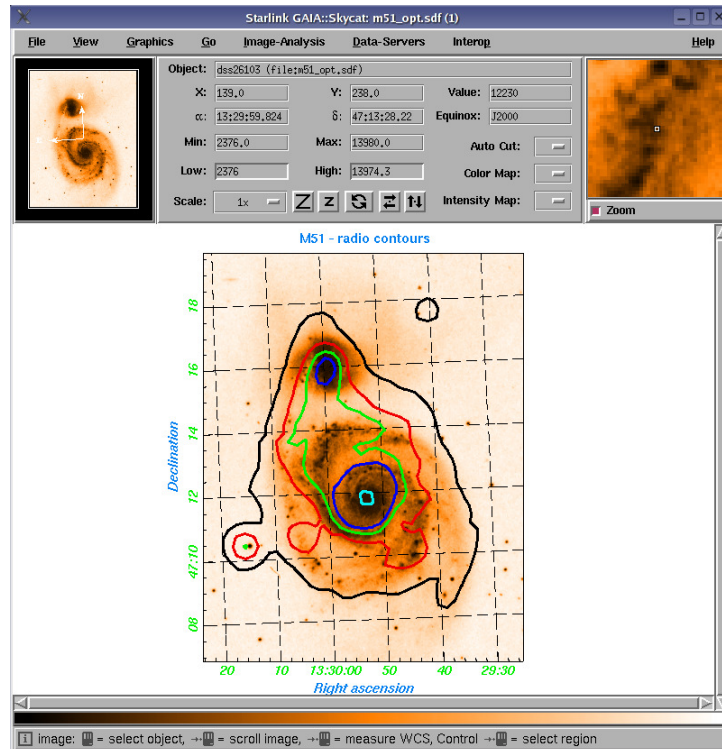 Starlink GAIA::Skycat: m51_opt.sdf (1)
File View Graphics Go Image-Analysis Data-Servers Interop Help
Object: dss26103 (file:m51_opt.sdf)
X: 139.0 Y: 238.0 Value: 12230
α: 13:29:59.824 δ: 47:13:28.22 Equinox: J2000
Min: 2376.0 Max: 13980.0 Auto Cut:
Low: 2376 High: 13974.3 Color Map:
Scale: 1x Z z Intensity Map:
Zoom
M51 - radio contours
18
16
14
Declination
12
47:10
08
20 10 13:30:00 50 40 29:30
Right ascension
i image: = select object, = scroll image, = measure WCS, Control = select region